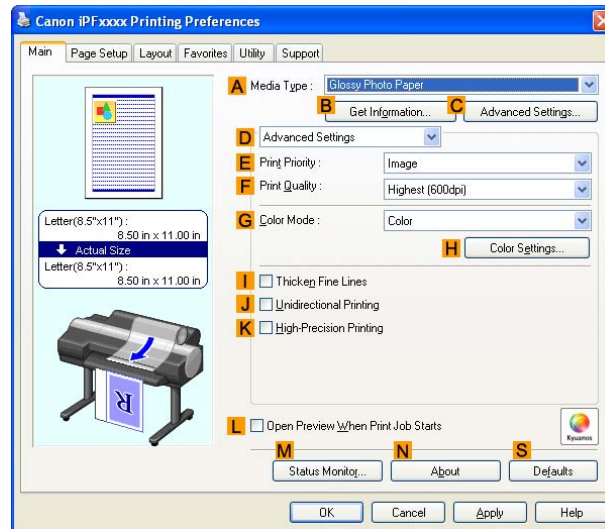 Canon iPFxxxx Printing Preferences
Main Page Setup Layout Favorites Utility Support
A Media Type : Glossy Photo Paper
B Get Information... C Advanced Settings...
D Advanced Settings
E Print Priority : Image
F Print Quality : Highest (600dpi)
G Color Mode : Color
H Color Settings...
Letter(8.5"x11") :
8.50 in x 11.00 in
Actual Size
Letter(8.5"x11") :
8.50 in x 11.00 in
I Thicken Fine Lines
J Unidirectional Printing
K High-Precision Printing
R
L Open Preview When Print Job Starts
Kyuanos
M Status Monitor... N About S Defaults
OK Cancel Apply Help